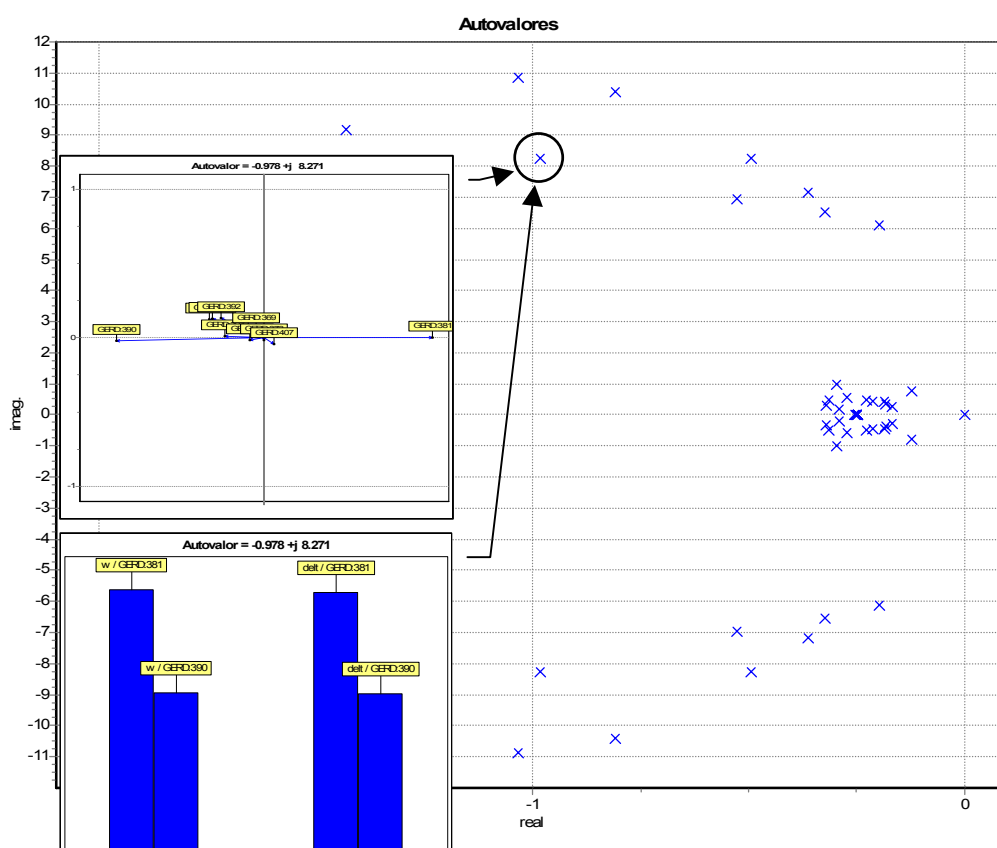 Autovalores
12
11
10
9
8
7
6
5
4
3
2
1
0
-1
-2
-3
-4
-5
-6
-7
-8
-9
-10
-11
imag.
-1
0
real
Autovalor = -0.978 +j 8.271
1
0
-1
GERD:390
GERD:392
GERD:369
GERD:407
GERD:381
Autovalor = -0.978 +j 8.271
w / GERD:381
delt / GERD:381
w / GERD:390
delt / GERD:390